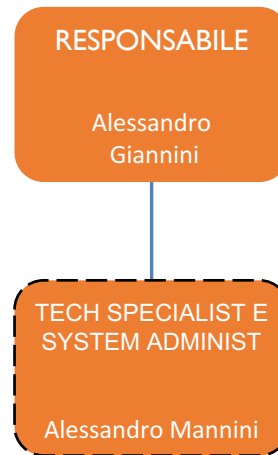 RESPONSABILE
Alessandro
Giannini
TECH SPECIALIST E
SYSTEM ADMINIST
Alessandro Mannini